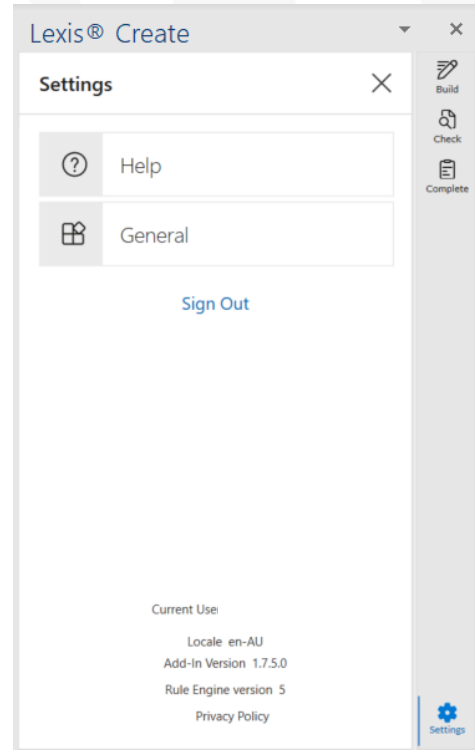 Lexis® Create
Settings
Build
Check
Complete
Help
General
Sign Out
Current Use
Locale en-AU
Add-In Version 1.7.5.0
Rule Engine version 5
Privacy Policy
Settings